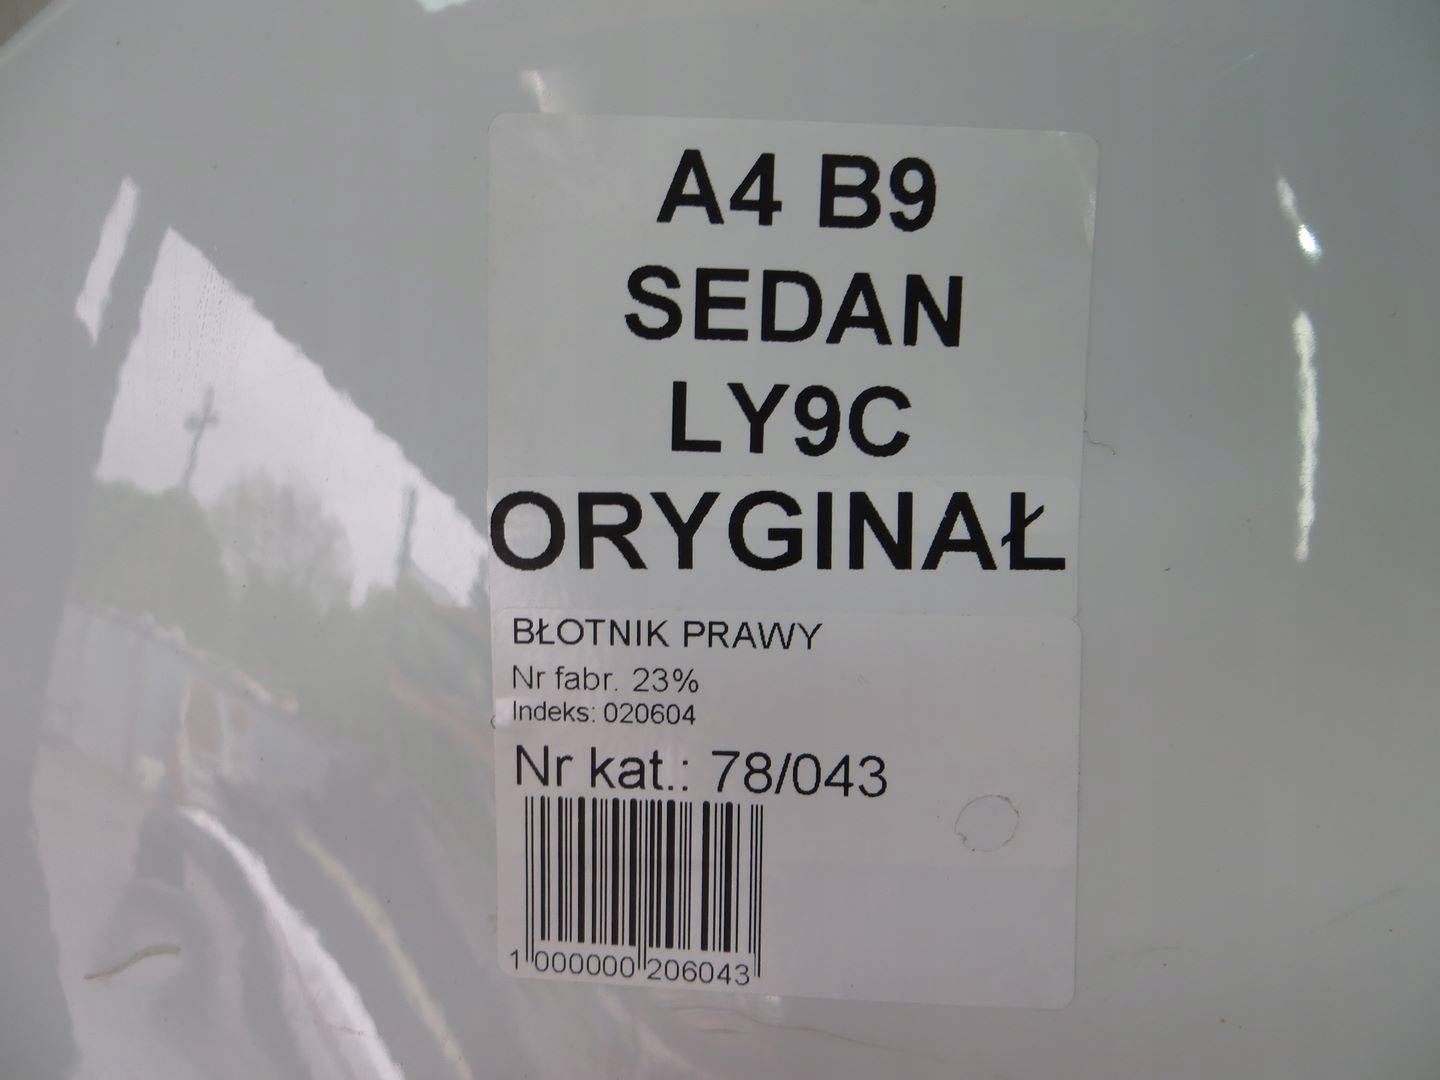 A4 B9
SEDAN
LY9C
ORYGINAŁ
BŁOTNIK PRAWY
Nr fabr. 23%
Indeks: 020604
Nr kat.: 78/043
1 000000 206043